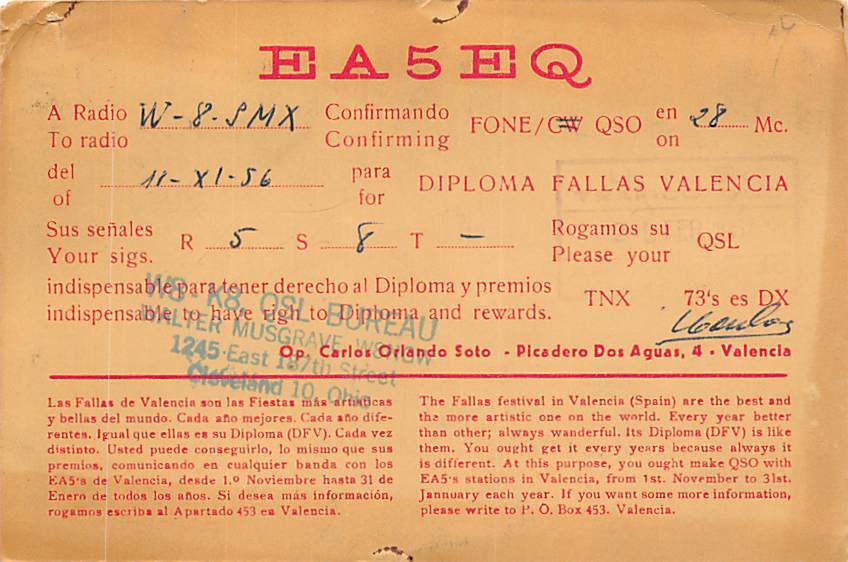 EA5EQ
A Radio W-8-SMX Confirmando FONE/CW QSO en 28 Mc.
To radio Confirming on
del 11-XI-56 para DIPLOMA FALLAS VALENCIA
of for
Sus señales R 5 S 8 T - Rogamos su QSL
Your sigs. Please your
indispensable para tener derecho al Diploma y premios TNX 73's es DX
indispensable to have righ to Diploma and rewards.
W8-K8 QSL BUREAU
WALTER MUSGRAVE,
1245 East 187th Street
Cleveland 10, Ohio
Op. Carlos Orlando Soto - Picadero Dos Aguas, 4 - Valencia
Las Fallas de Valencia son las Fiestas más artísticas
y bellas del mundo. Cada año mejores. Cada año dife-
rentes. Igual que ellas es su Diploma (DFV). Cada vez
distinto. Usted puede conseguirlo, lo mismo que sus
premios, comunicando en cualquier banda con los
EA5's de Valencia, desde 1.º Noviembre hasta 31 de
Enero de todos los años. Si desea más información,
rogamos escriba al Apartado 453 en Valencia.
The Fallas festival in Valencia (Spain) are the best and
the more artistic one on the world. Every year better
than other; always wanderful. Its Diploma (DFV) is like
them. You ought get it every years because always it
is different. At this purpose, you ought make QSO with
EA5's stations in Valencia, from 1st. November to 31st.
Jannuary each year. If you want some more information,
please write to P. O. Box 453. Valencia.